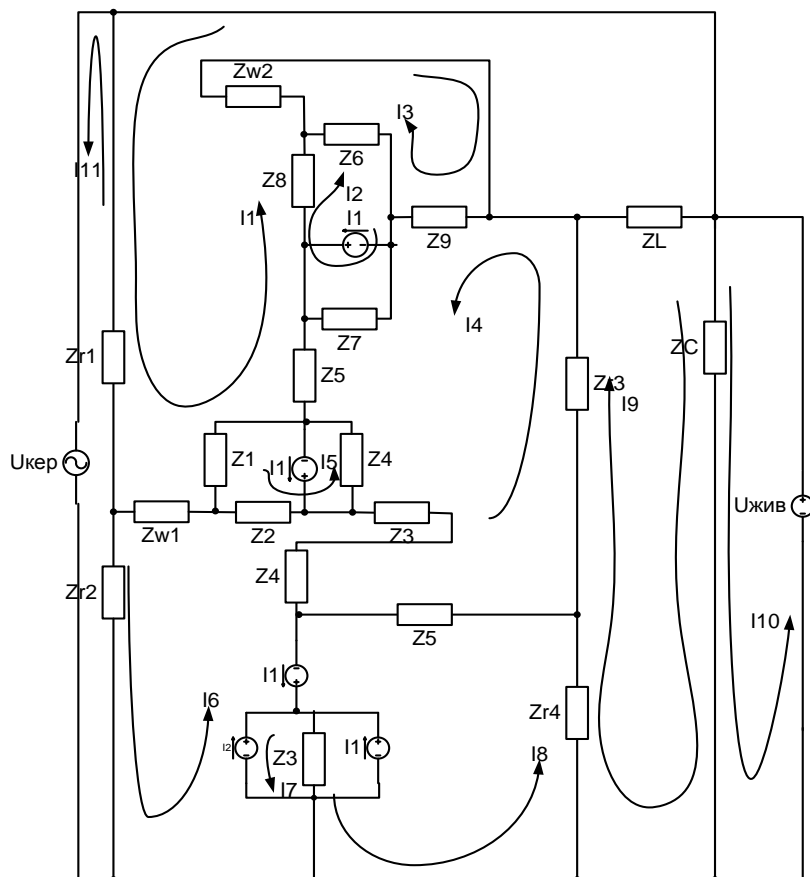 Zw2
I11
I3
Z6
Z8
I2
I1
I1
Z9
ZL
I4
Z7
Zr1
Z5
ZC
I9
Uкер
Z1
I1
I5
Z4
Uжив
Zw1
Z2
Z3
Zr2
Z4
Z5
I10
I1
I6
Zr4
I2
Z3
I1
I8
I7